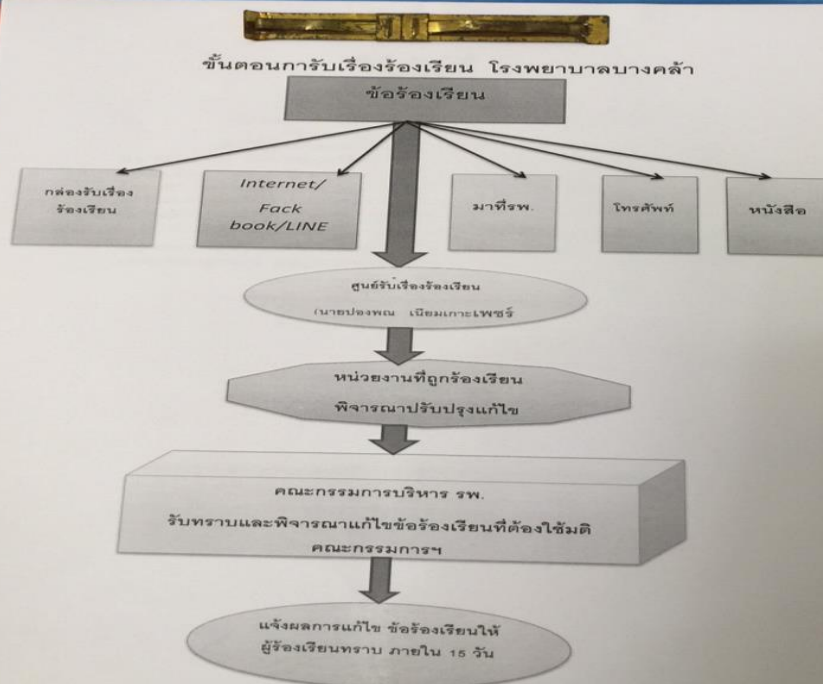 ขั้นตอนการับเรื่องร้องเรียน โรงพยาบาลบางคล้า
ข้อร้องเรียน
กล่องรับเรื่อง
ร้องเรียน
Internet/
Fack
book/LINE
มาที่รพ.
โทรศัพท์
หนังสือ
ศูนย์รับเรื่องร้องเรียน
(นายปองพณ เนียมเกาะเพชร์
หน่วยงานที่ถูกร้องเรียน
พิจารณาปรับปรุงแก้ไข
คณะกรรมการบริหาร รพ.
รับทราบและพิจารณาแก้ไขข้อร้องเรียนที่ต้องใช้มติ
คณะกรรมการฯ
แจ้งผลการแก้ไข ข้อร้องเรียนให้
ผู้ร้องเรียนทราบ ภายใน 15 วัน